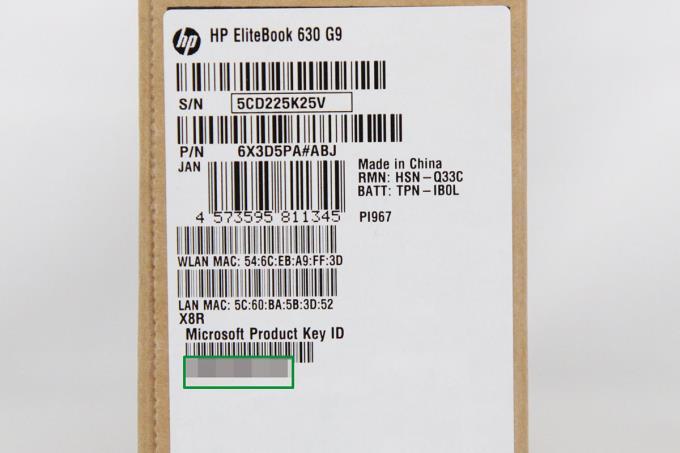 hp HP EliteBook 630 G9
S/N 5CD225K25V
P/N 6X3D5PA#ABJ
JAN
4 573595 811345
Made in China
RMN: HSN-Q33C
BATT: TPN-IB0L
PI967
WLAN MAC: 54:6C:EB:A9:FF:3D
LAN MAC: 5C:60:BA:5B:3D:52
X8R
Microsoft Product Key ID